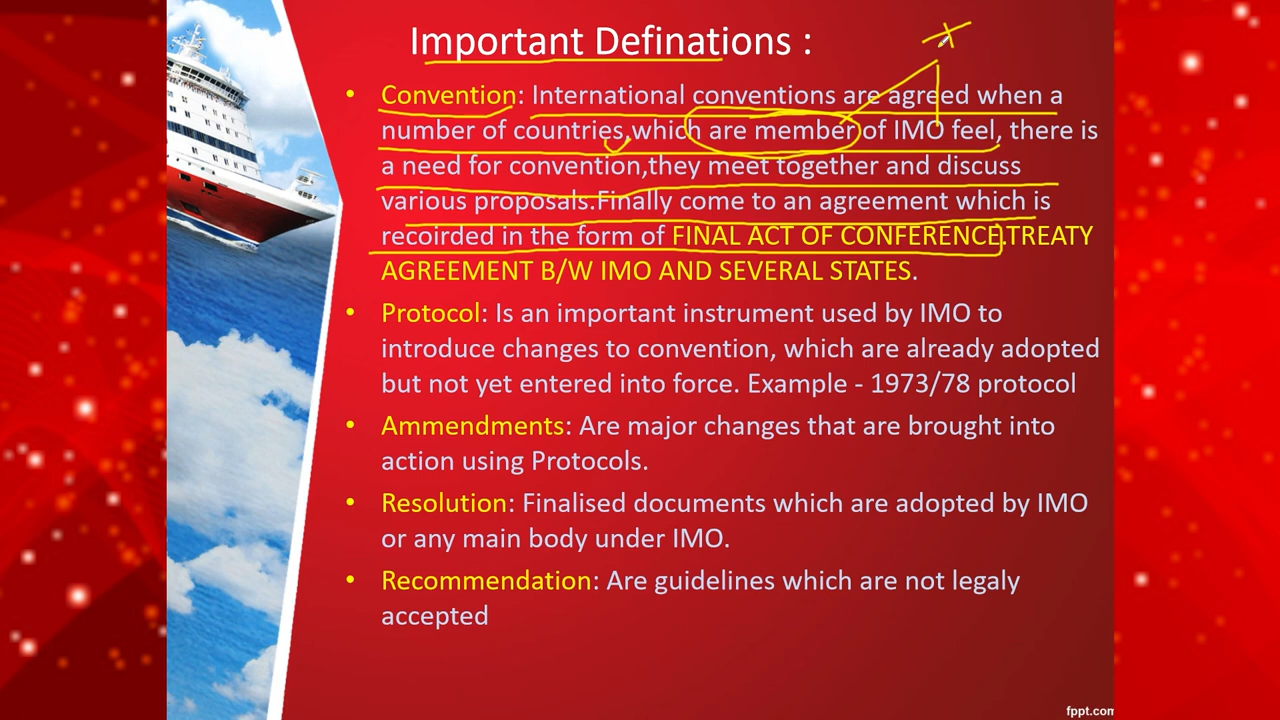 Important Definations :
• Convention: International conventions are agreed when a
number of countries,which are member of IMO feel, there is
a need for convention,they meet together and discuss
various proposals.Finally come to an agreement which is
recoirded in the form of FINAL ACT OF CONFERENCE.TREATY
AGREEMENT B/W IMO AND SEVERAL STATES.
• Protocol: Is an important instrument used by IMO to
introduce changes to convention, which are already adopted
but not yet entered into force. Example - 1973/78 protocol
• Ammendments: Are major changes that are brought into
action using Protocols.
• Resolution: Finalised documents which are adopted by IMO
or any main body under IMO.
• Recommendation: Are guidelines which are not legaly
accepted
fppt.com